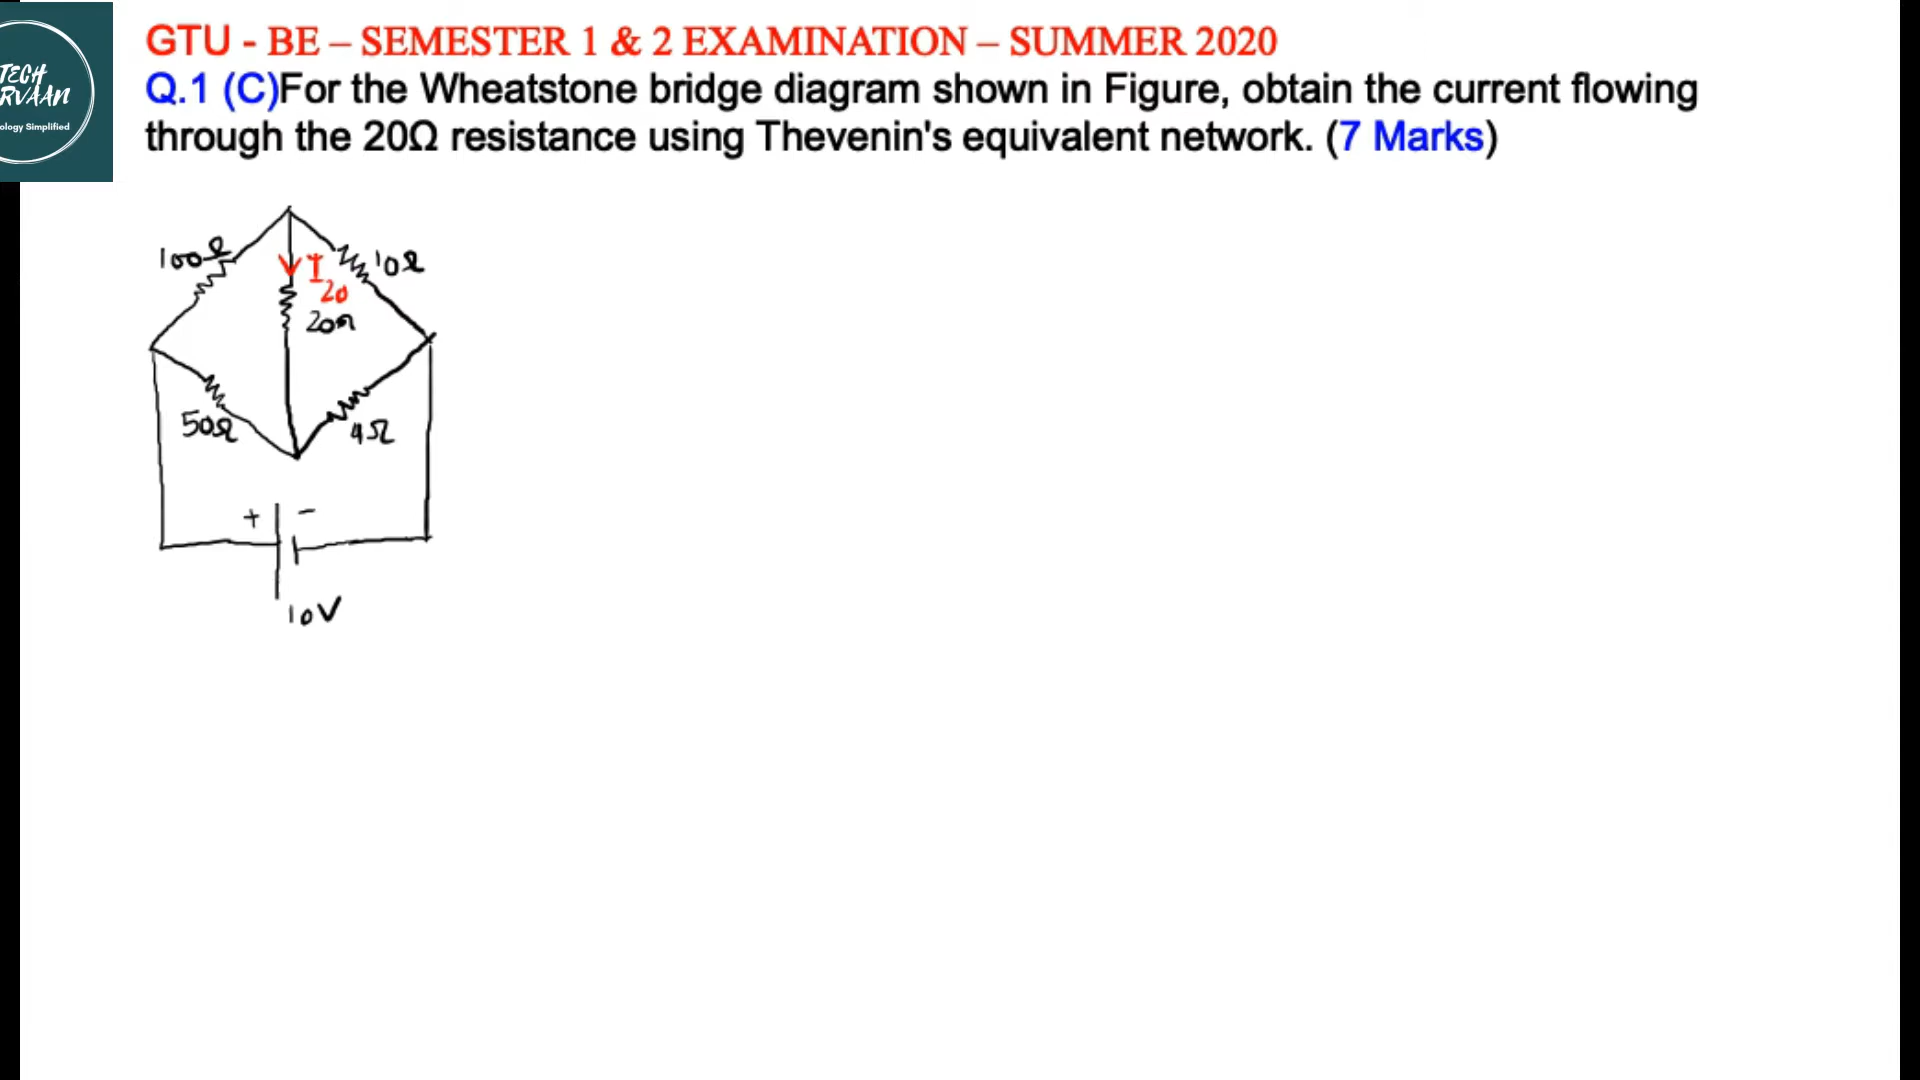 TECH
RVAAN
ology Simplified
GTU - BE – SEMESTER 1 & 2 EXAMINATION – SUMMER 2020
Q.1 (C)For the Wheatstone bridge diagram shown in Figure, obtain the current flowing
through the 20Ω resistance using Thevenin's equivalent network. (7 Marks)
100Ω
I20
10Ω
20Ω
50Ω
4Ω
+ -
10V